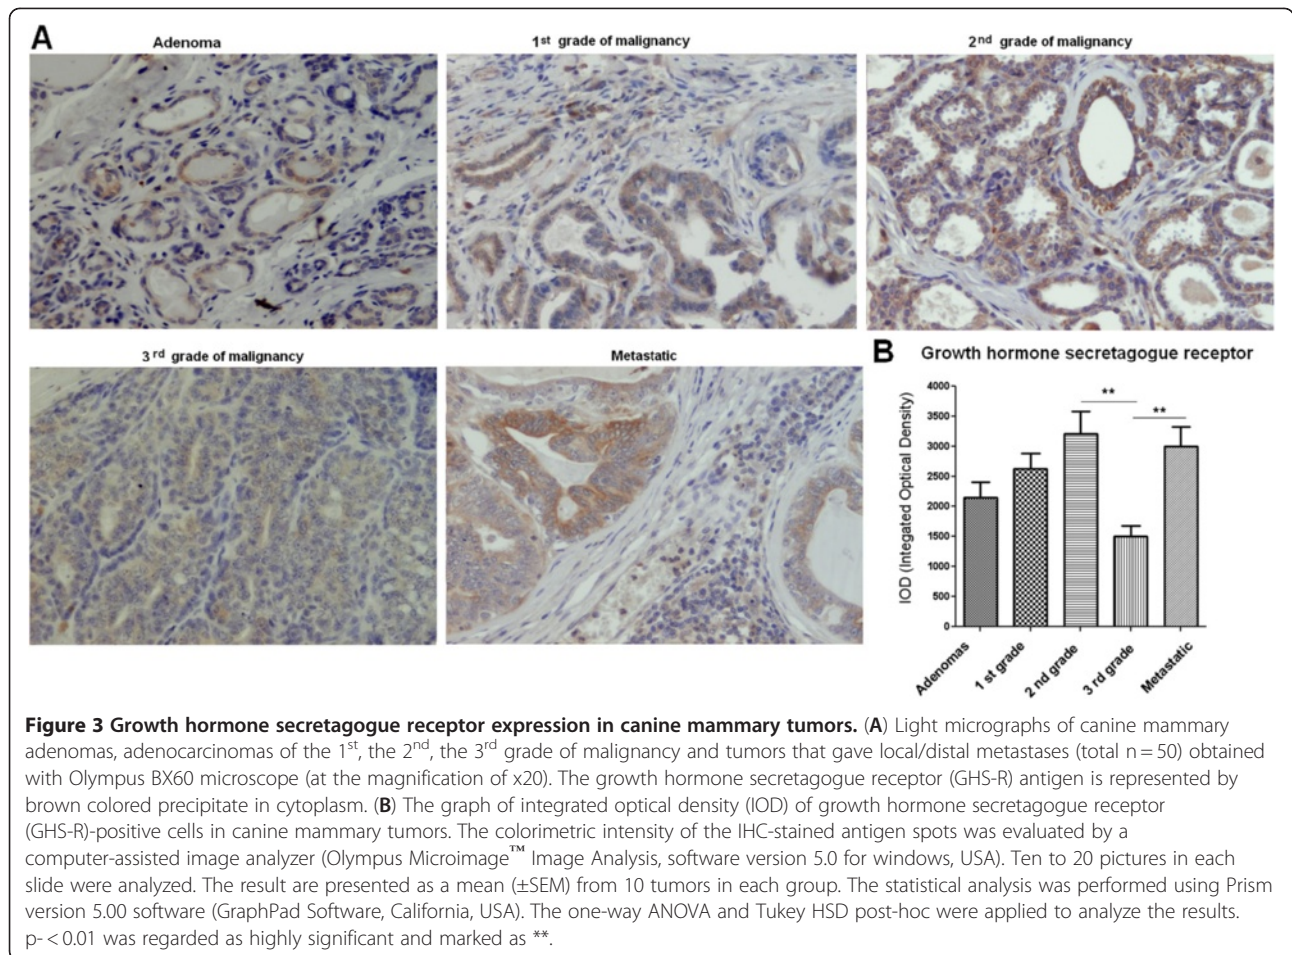 A
Adenoma
1st grade of malignancy
2nd grade of malignancy
3 rd grade of malignancy
Metastatic
B
Growth hormone secretagogue receptor
IOD (Integated Optical Density)
4000
3500
3000
2500
2000
1500
1000
500
0
**
**
Adenomas
1 st grade
2 nd grade
3 rd grade
Metastatic
Figure 3 Growth hormone secretagogue receptor expression in canine mammary tumors. (A) Light micrographs of canine mammary
adenomas, adenocarcinomas of the 1st, the 2nd, the 3rd grade of malignancy and tumors that gave local/distal metastases (total n = 50) obtained
with Olympus BX60 microscope (at the magnification of x20). The growth hormone secretagogue receptor (GHS-R) antigen is represented by
brown colored precipitate in cytoplasm. (B) The graph of integrated optical density (IOD) of growth hormone secretagogue receptor
(GHS-R)-positive cells in canine mammary tumors. The colorimetric intensity of the IHC-stained antigen spots was evaluated by a
computer-assisted image analyzer (Olympus Microimage™ Image Analysis, software version 5.0 for windows, USA). Ten to 20 pictures in each
slide were analyzed. The result are presented as a mean (±SEM) from 10 tumors in each group. The statistical analysis was performed using Prism
version 5.00 software (GraphPad Software, California, USA). The one-way ANOVA and Tukey HSD post-hoc were applied to analyze the results.
p- < 0.01 was regarded as highly significant and marked as **.